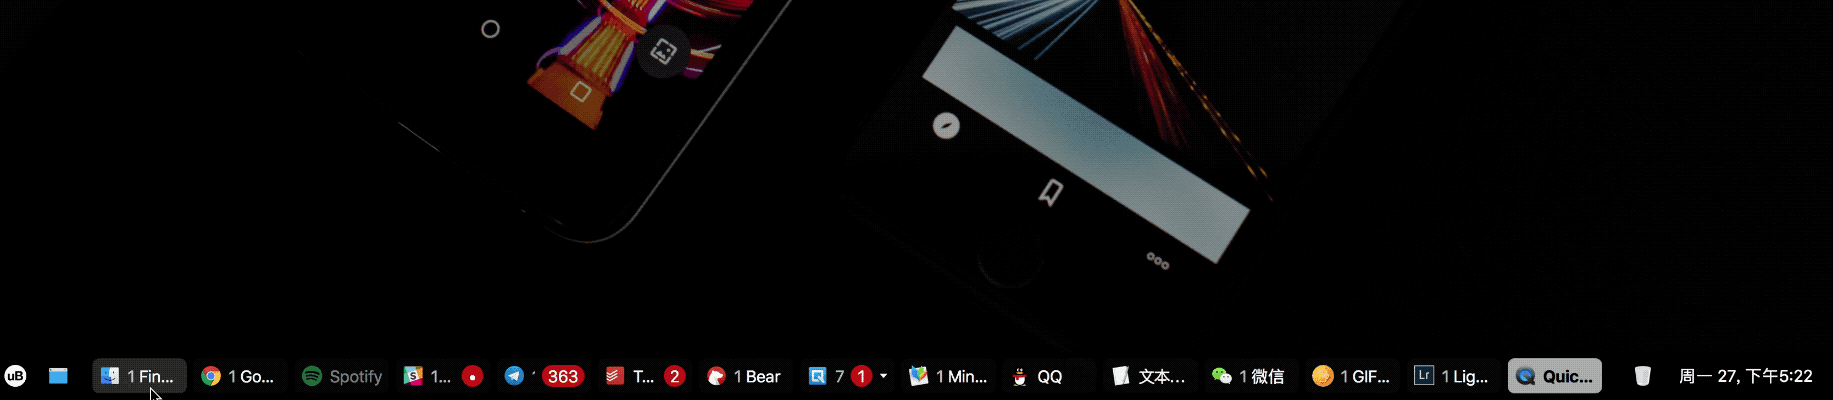 uB 1 Fin... 1 Go... Spotify 1... 363 T... 2 1 Bear 7 1 1 Min... QQ 文本... 1 微信 1 GIF... Lr 1 Lig... Quic... 周一 27, 下午5:22